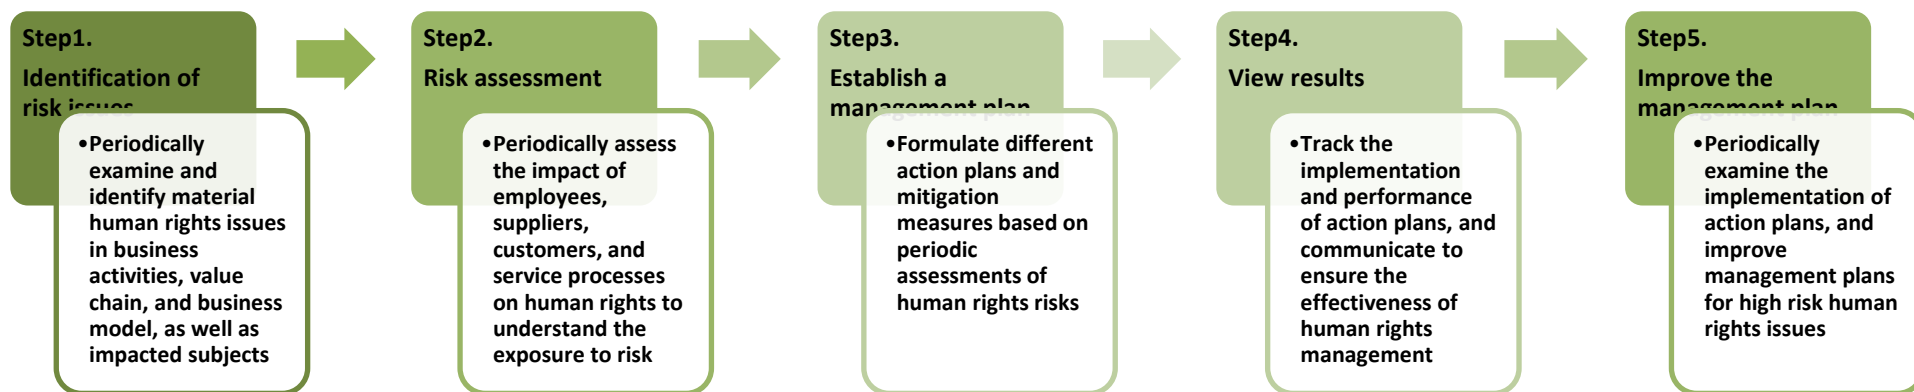 Step1.
Identification of
risk issues
•Periodically
examine and
identify material
human rights issues
in business
activities, value
chain, and business
model, as well as
impacted subjects
Step2.
Risk assessment
•Periodically assess
the impact of
employees,
suppliers,
customers, and
service processes
on human rights to
understand the
exposure to risk
Step3.
Establish a
management plan
•Formulate different
action plans and
mitigation
measures based on
periodic
assessments of
human rights risks
Step4.
View results
•Track the
implementation
and performance
of action plans, and
communicate to
ensure the
effectiveness of
human rights
management
Step5.
Improve the
management plan
•Periodically
examine the
implementation of
action plans, and
improve
management plans
for high risk human
rights issues